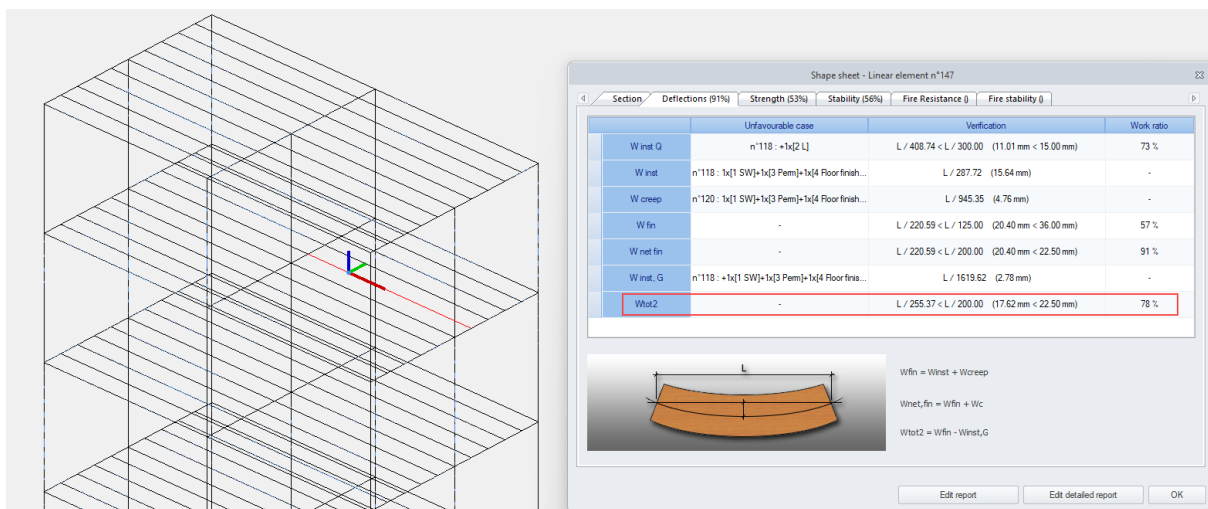 Shape sheet - Linear element n°147
Section Deflections (91%) Strength (53%) Stability (56%) Fire Resistance () Fire stability ()
Unfavourable case Verification Work ratio
W inst Q n°118 : +1x[2 L] L / 408.74 < L / 300.00 (11.01 mm < 15.00 mm) 73 %
W inst n°118 : 1x[1 SW]+1x[3 Perm]+1x[4 Floor finish... L / 287.72 (15.64 mm) -
W creep n°120 : 1x[1 SW]+1x[3 Perm]+1x[4 Floor finish... L / 945.35 (4.76 mm) -
W fin - L / 220.59 < L / 125.00 (20.40 mm < 36.00 mm) 57 %
W net fin - L / 220.59 < L / 200.00 (20.40 mm < 22.50 mm) 91 %
W inst, G n°118 : +1x[1 SW]+1x[3 Perm]+1x[4 Floor finis... L / 1619.62 (2.78 mm) -
Wtot2 - L / 255.37 < L / 200.00 (17.62 mm < 22.50 mm) 78 %
L
Wfin = Winst + Wcreep
Wnet,fin = Wfin + Wc
Wtot2 = Wfin - Winst,G
Edit report Edit detailed report OK